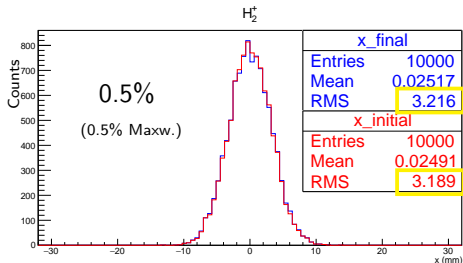 H₂⁺
Counts
800
700
600
500
400
300
200
100
0
0.5%
(0.5% Maxw.)
x_final
Entries 10000
Mean 0.02517
RMS 3.216
x_initial
Entries 10000
Mean 0.02491
RMS 3.189
−30 −20 −10 0 10 20 30
x (mm)